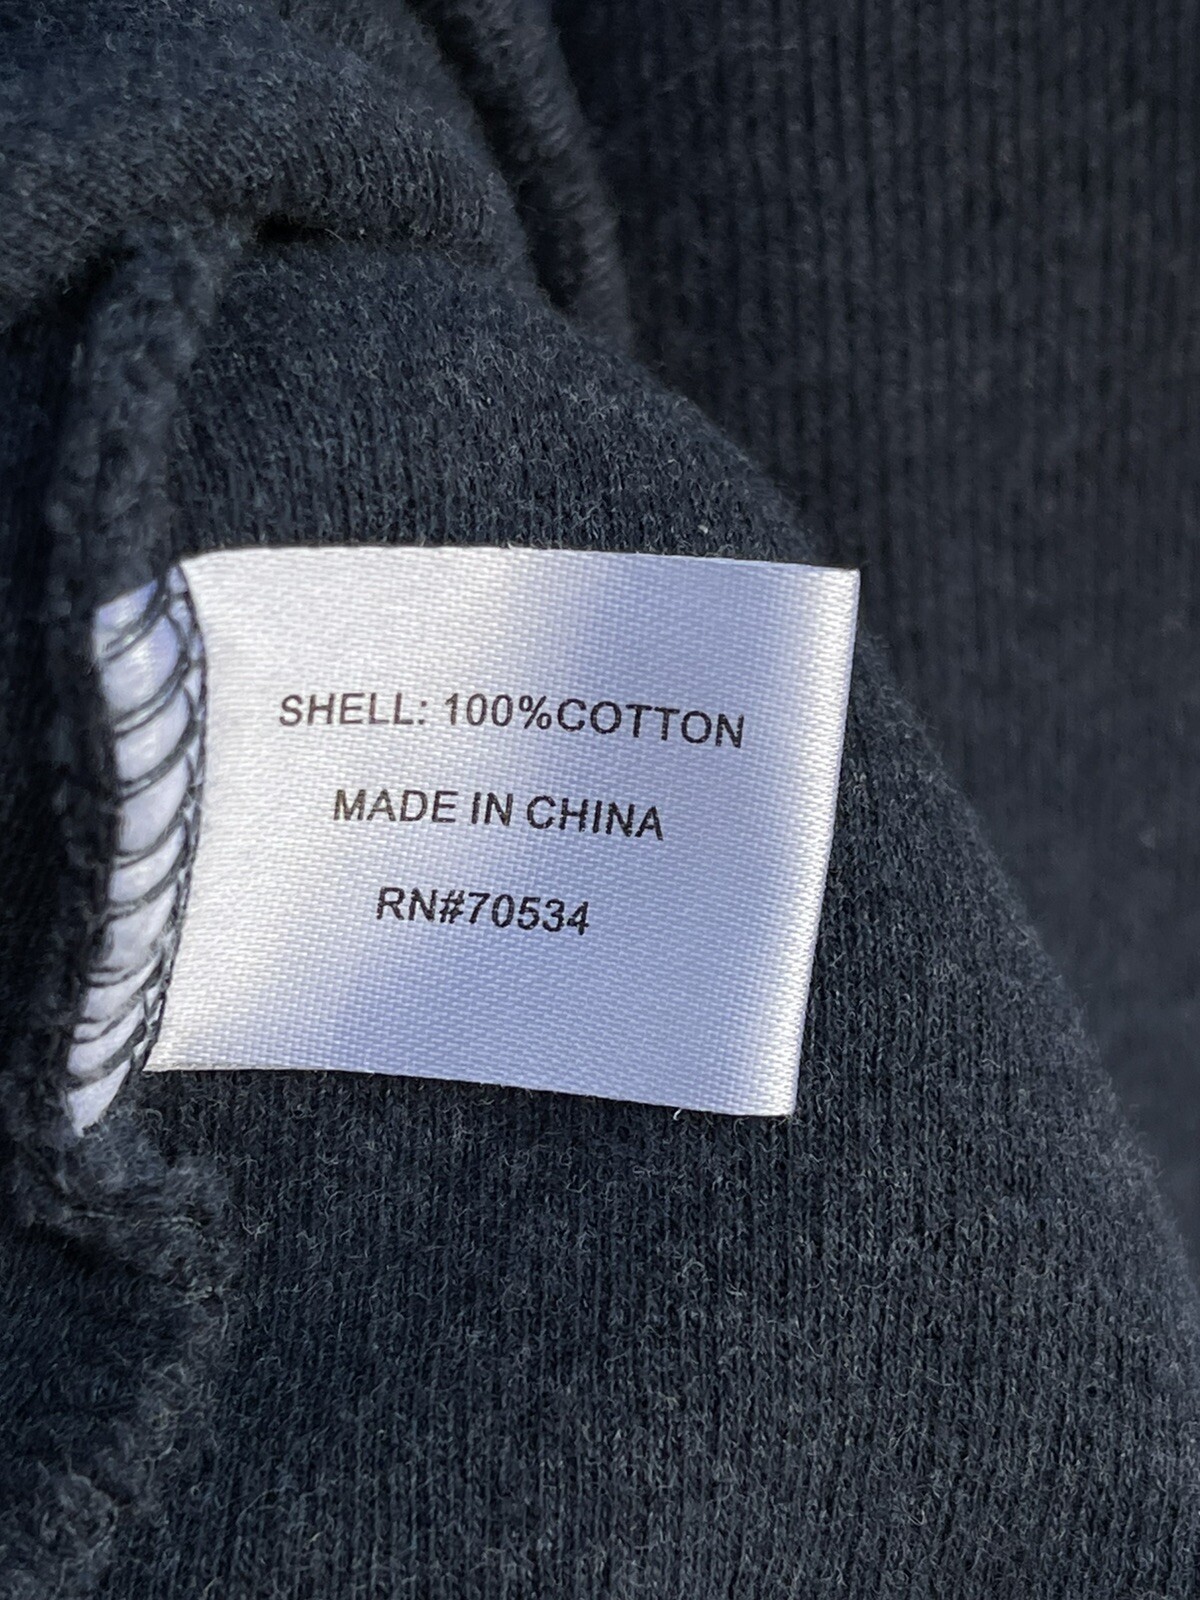 SHELL: 100%COTTON
MADE IN CHINA
RN#70534